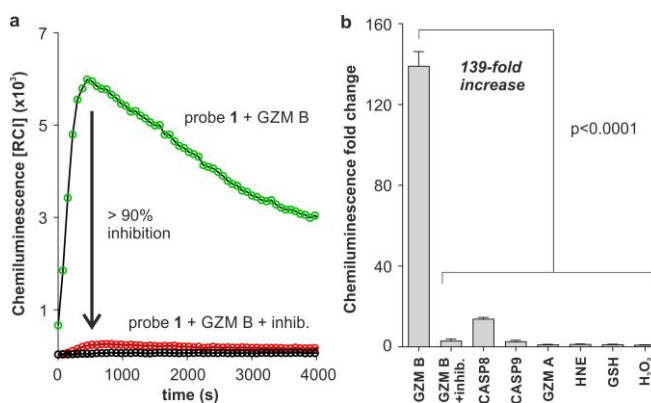 a
Chemiluminescence [RCI] (x10³)
7
5
3
1
probe 1 + GZM B
> 90%
inhibition
probe 1 + GZM B + inhib.
0 1000 2000 3000 4000
time (s)
b
Chemiluminescence fold change
160
120
80
40
0
139-fold
increase
p<0.0001
GZM B
GZM B
+inhib.
CASP8
CASP9
GZM A
HNE
GSH
H₂O₂